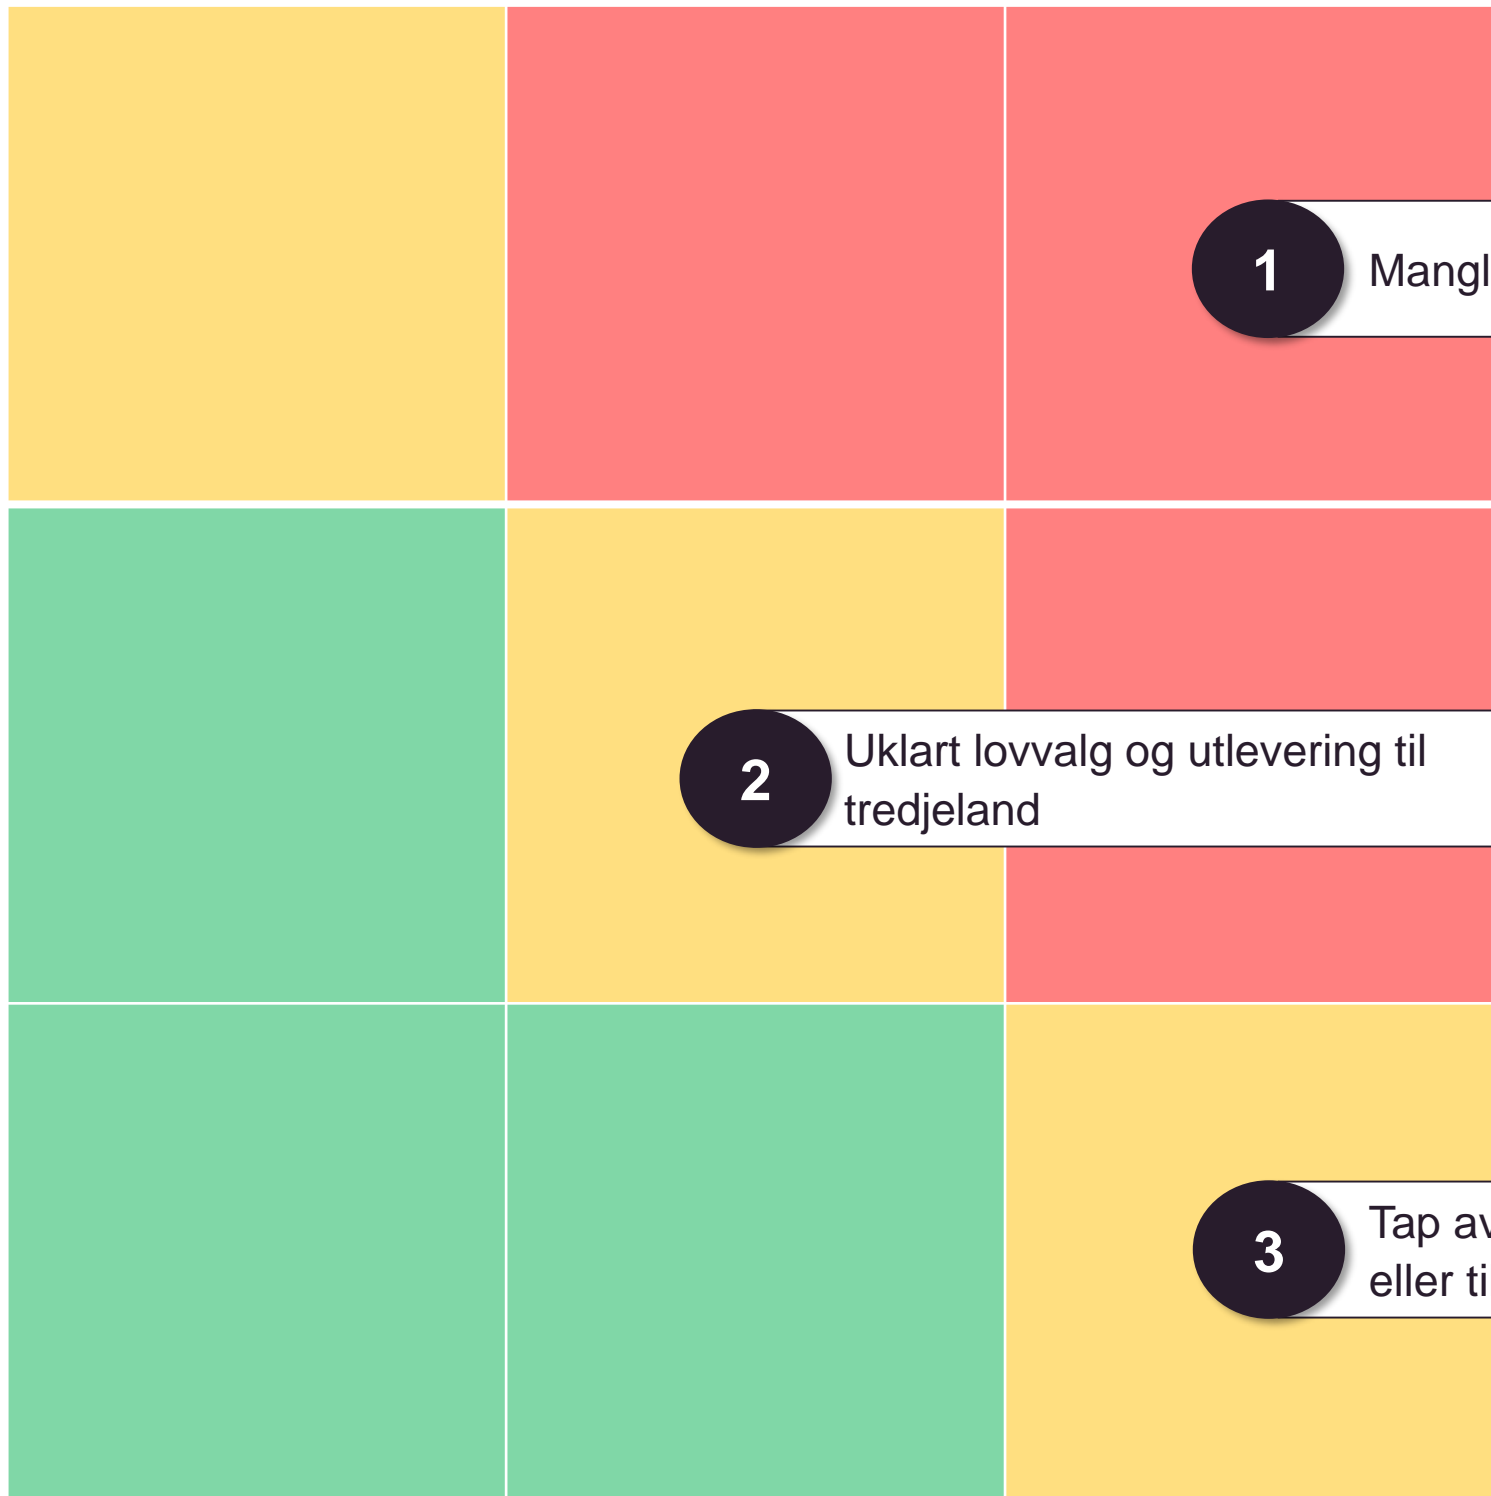 1
Mangl
2
Uklart lovvalg og utlevering til
tredjeland
3
Tap av
eller ti